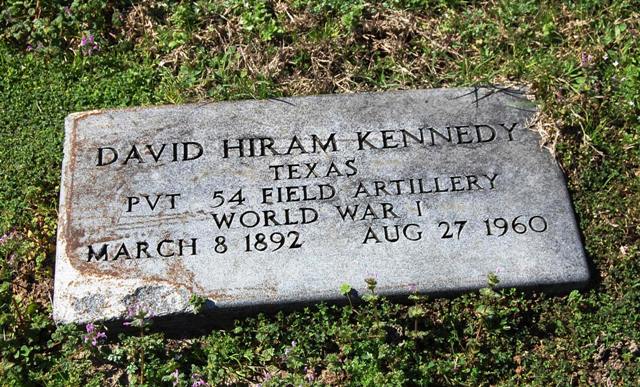 DAVID HIRAM KENNEDY
TEXAS
PVT 54 FIELD ARTILLERY
WORLD WAR I
MARCH 8 1892 AUG 27 1960